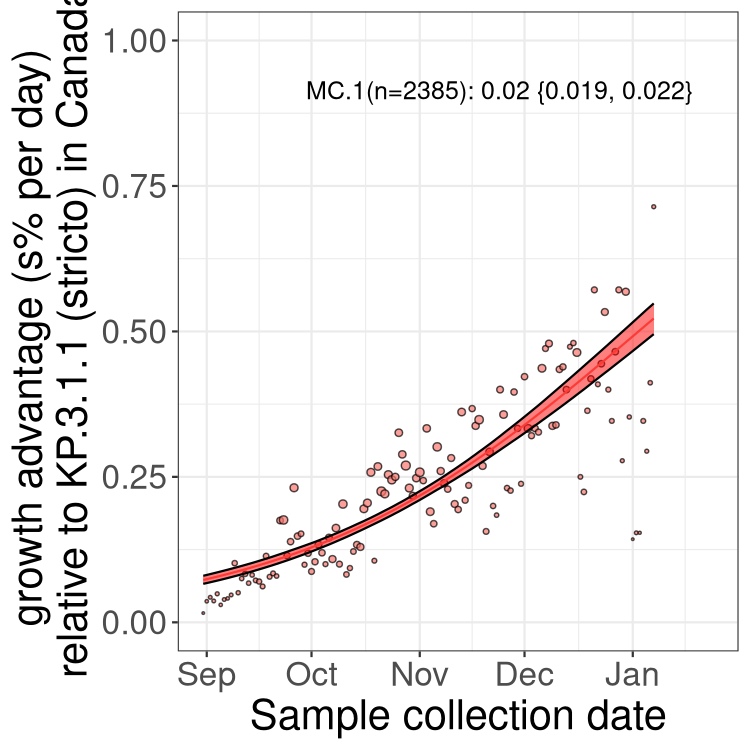 growth advantage (s% per day)
relative to KP.3.1.1 (stricto) in Canada
1.00
0.75
0.50
0.25
0.00
MC.1(n=2385): 0.02 {0.019, 0.022}
Sep Oct Nov Dec Jan
Sample collection date